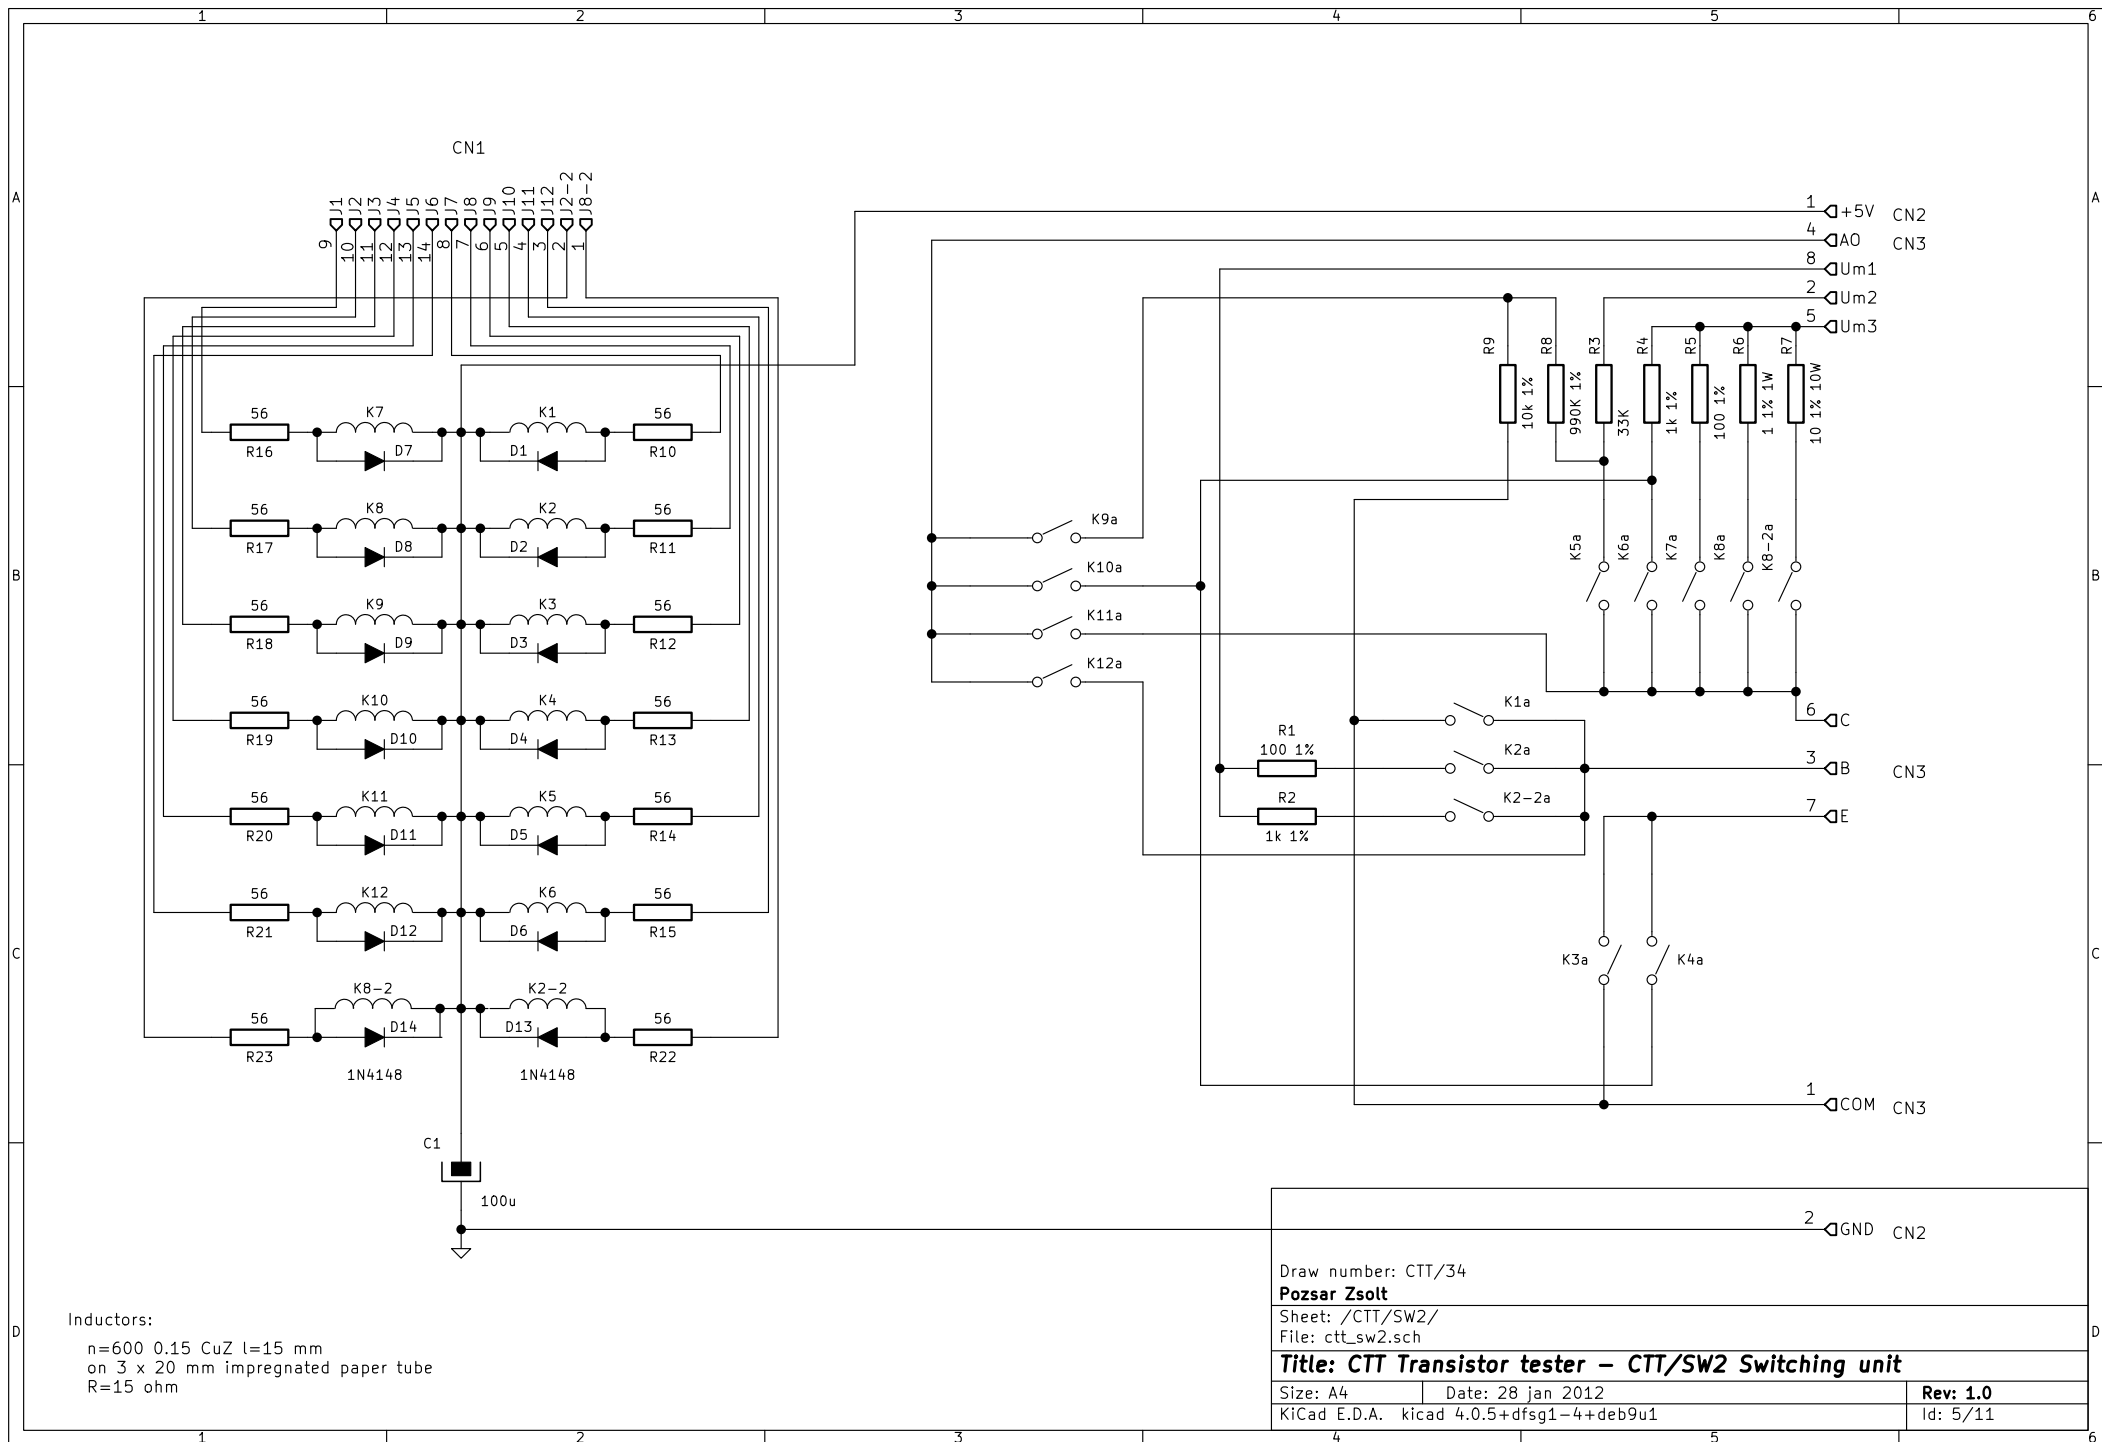 1 2 3 4 5 6
A A
B B
C C
D D
1 2 3 4 5 6
CN1
J1 J2 J3 J4 J5 J6 J7 J8 J9 J10 J11 J12 J2-2 J8-2
9 10 11 12 13 14 8 7 6 5 4 3 2 1
56 K7 K1 56
R16 D7 D1 R10
56 K8 K2 56
R17 D8 D2 R11
56 K9 K3 56
R18 D9 D3 R12
56 K10 K4 56
R19 D10 D4 R13
56 K11 K5 56
R20 D11 D5 R14
56 K12 K6 56
R21 D12 D6 R15
K8-2 K2-2
56 D14 D13 56
R23 R22
1N4148 1N4148
C1
100u
Inductors:
n=600 0.15 CuZ l=15 mm
on 3 x 20 mm impregnated paper tube
R=15 ohm
1 +5V CN2
4 AO CN3
8 Um1
2 Um2
5 Um3
R9 R8 R3 R4 R5 R6 R7
10k 1% 990K 1% 33K 1k 1% 100 1% 1 1% 1W 10 1% 10W
K9a
K10a
K11a
K12a
K5a K6a K7a K8a K8-2a
K1a
6 C
R1
100 1%
K2a
3 B CN3
R2
1k 1%
K2-2a
7 E
K3a K4a
1 COM CN3
2 GND CN2
Draw number: CTT/34
Pozsar Zsolt
Sheet: /CTT/SW2/
File: ctt_sw2.sch
Title: CTT Transistor tester – CTT/SW2 Switching unit
Size: A4 Date: 28 jan 2012 Rev: 1.0
KiCad E.D.A. kicad 4.0.5+dfsg1-4+deb9u1 Id: 5/11